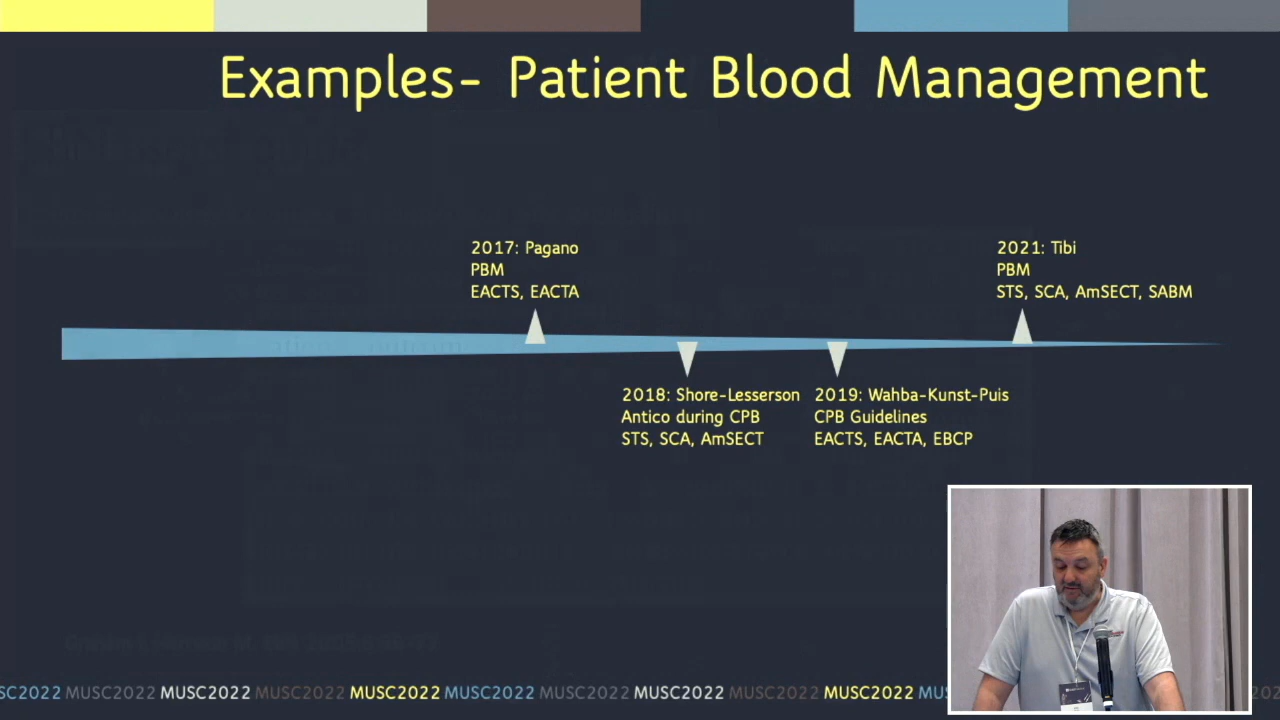 Examples- Patient Blood Management
2017: Pagano
PBM
EACTS, EACTA
2021: Tibi
PBM
STS, SCA, AmSECT, SABM
2018: Shore-Lesserson
Antico during CPB
STS, SCA, AmSECT
2019: Wahba-Kunst-Puis
CPB Guidelines
EACTS, EACTA, EBCP
SC2022 MUSC2022 MUSC2022 MUSC2022 MUSC2022 MUSC2022 MUSC2022 MUSC2022 MUSC2022 MUSC2022 MUS